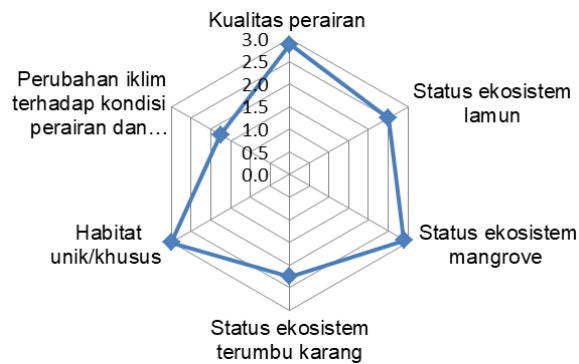 Kualitas perairan
3.0
2.5
2.0
1.5
1.0
0.5
0.0
Status ekosistem
lamun
Status ekosistem
mangrove
Status ekosistem
terumbu karang
Habitat
unik/khusus
Perubahan iklim
terhadap kondisi
perairan dan…